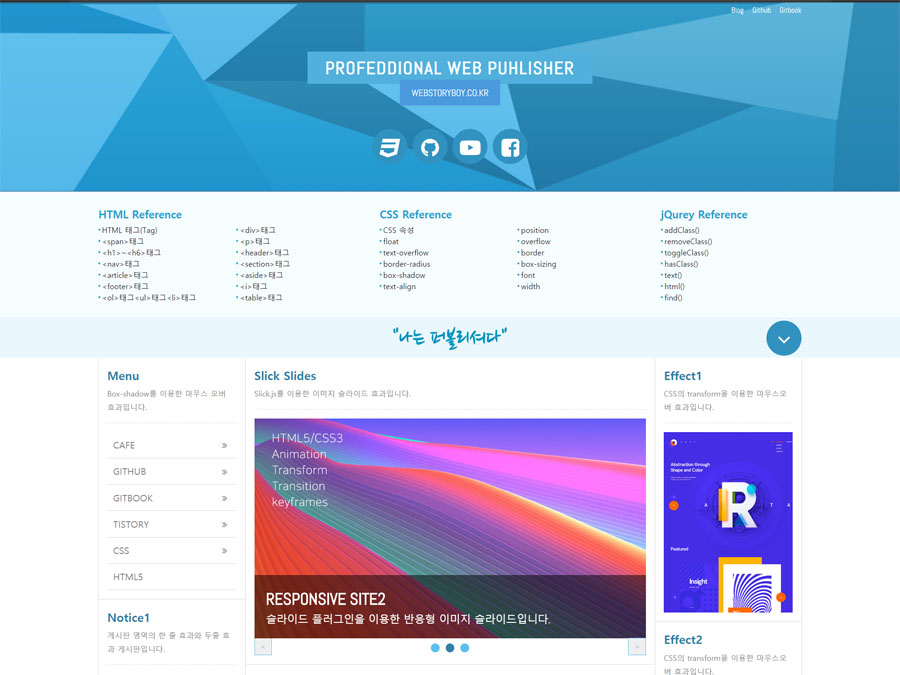 Blog Github Gitbook
PROFEDDIONAL WEB PUHLISHER
WEBSTORYBOY.CO.KR
HTML Reference
HTML 태그(Tag)
<span>태그
<h1>~<h6>태그
<nav>태그
<article>태그
<footer>태그
<ol>태그<ul>태그<li>태그
<div>태그
<p>태그
<header>태그
<section>태그
<aside>태그
<i>태그
<table>태그
CSS Reference
CSS 속성
float
text-overflow
border-radius
box-shadow
text-align
position
overflow
border
box-sizing
font
width
jQurey Reference
addClass()
removeClass()
toggleClass()
hasClass()
text()
html()
find()
"나는 퍼블리셔다"
Menu
Box-shadow를 이용한 마우스 오버
효과입니다.
CAFE »
GITHUB »
GITBOOK »
TISTORY »
CSS »
HTML5
Notice1
게시판 영역의 한 줄 효과와 두줄 효
과 게시판입니다.
Slick Slides
Slick.js를 이용한 이미지 슬라이드 효과입니다.
HTML5/CSS3
Animation
Transform
Transition
keyframes
RESPONSIVE SITE2
슬라이드 플러그인을 이용한 반응형 이미지 슬라이드입니다.
< >
Effect1
CSS의 transform을 이용한 마우스오
버 효과입니다.
Abstraction through
Shape and Color
A R T A
Featured
Insight
Effect2
CSS의 transform을 이용한 마우스오
버 효과입니다.